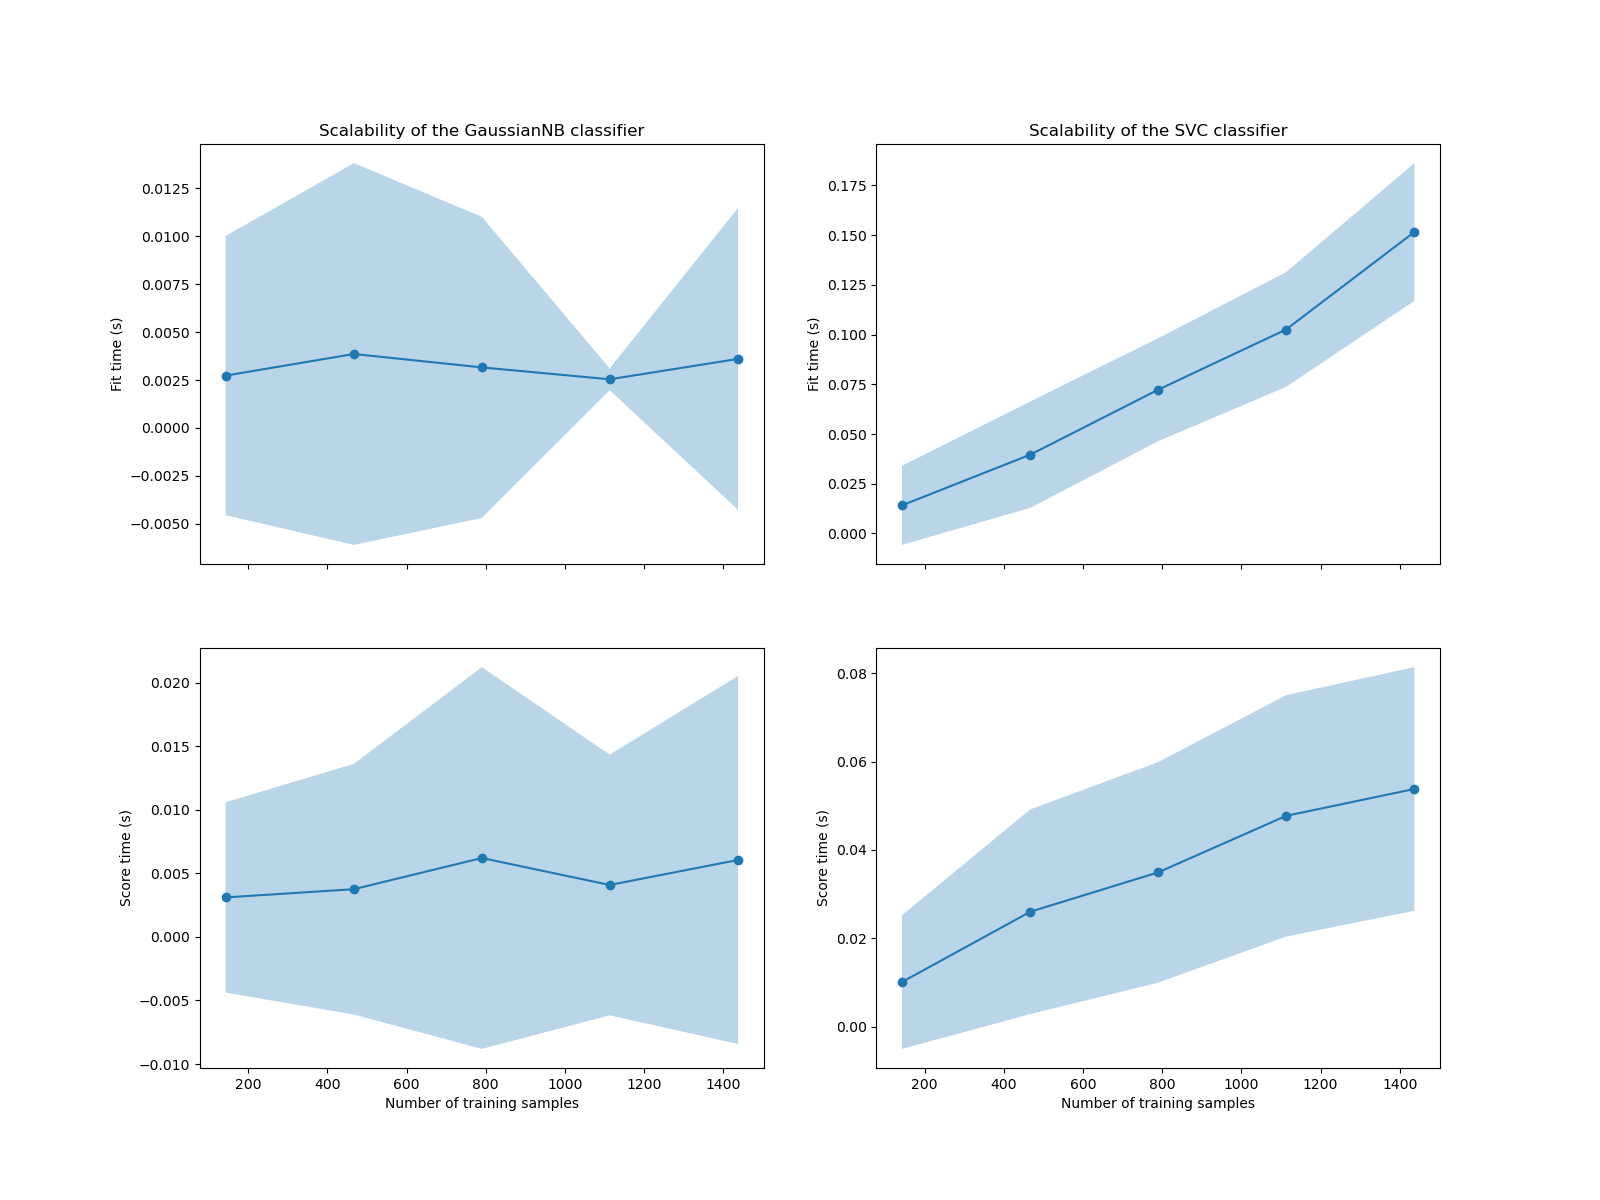 Scalability of the GaussianNB classifier
0.0125
0.0100
0.0075
0.0050
0.0025
0.0000
−0.0025
−0.0050
Fit time (s)
Scalability of the SVC classifier
0.175
0.150
0.125
0.100
0.075
0.050
0.025
0.000
Fit time (s)
0.020
0.015
0.010
0.005
0.000
−0.005
−0.010
Score time (s)
200 400 600 800 1000 1200 1400
Number of training samples
0.08
0.06
0.04
0.02
0.00
Score time (s)
200 400 600 800 1000 1200 1400
Number of training samples